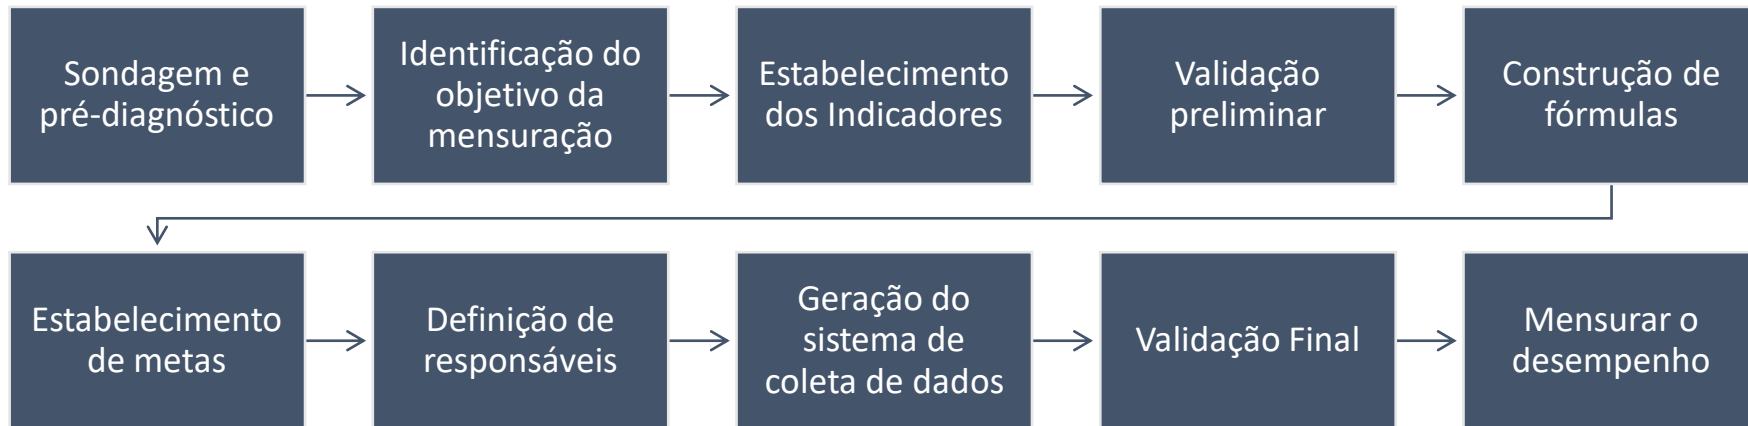 Sondagem e
pré-diagnóstico
Identificação do
objetivo da
mensuração
Estabelecimento
dos Indicadores
Validação
preliminar
Construção de
fórmulas
Estabelecimento
de metas
Definição de
responsáveis
Geração do
sistema de
coleta de dados
Validação Final
Mensurar o
desempenho